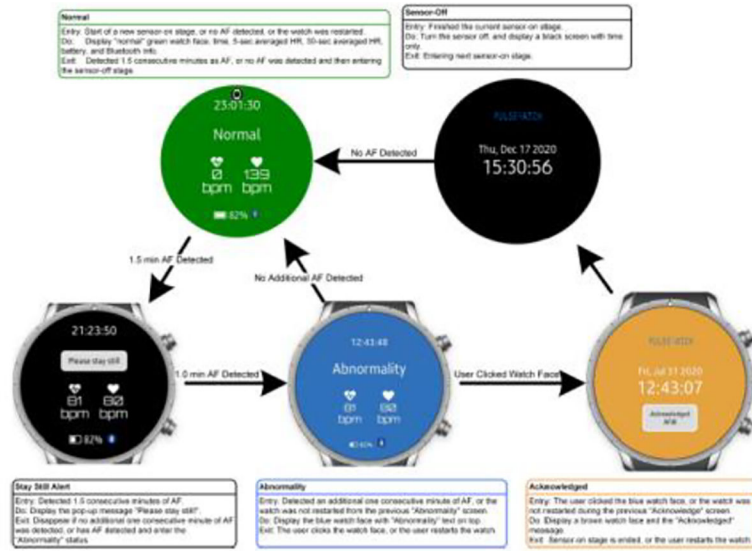 Normal
Entry: Start of a new sensor-on stage, or no AF detected, or the watch was restarted.
Do: Display "normal" green watch face, time, 5-sec averaged HR, 30-sec averaged HR,
battery, and Bluetooth info.
Exit: Detected 1.5 consecutive minutes as AF, or no AF was detected and then entering
the sensor-off stage.
Sensor-Off
Entry: Finished the current sensor-on stage.
Do: Turn the sensor off, and display a black screen with time
only.
Exit: Entering next sensor-on stage.
23:01:30
Normal
0
139
bpm
bpm
82%
PULSEWATCH
Thu, Dec 17 2020
15:30:56
No AF Detected
1.5 min AF Detected
No Additional AF Detected
21:23:50
Please stay still
81
80
bpm
bpm
82%
1.0 min AF Detected
12:43:48
Abnormality
81
80
bpm
bpm
82%
User Clicked Watch Face
PULSEWATCH
Fri, Jul 31 2020
12:43:07
Acknowledged
Stay Still Alert
Entry: Detected 1.5 consecutive minutes of AF.
Do: Display the pop-up message "Please stay still".
Exit: Disappear if no additional one consecutive minute of AF
was detected, or has AF detected and enter the
"Abnormality" status.
Abnormality
Entry: Detected an additional one consecutive minute of AF, or the
watch was not restarted from the previous "Abnormality" screen.
Do: Display the blue watch face with "Abnormality" text on top.
Exit: The user clicks the watch face, or the user restarts the watch.
Acknowledged
Entry: The user clicked the blue watch face, or the watch was
not restarted during the previous "Acknowledge" screen.
Do: Display a brown watch face and the "Acknowledged"
message.
Exit: Sensor on stage is ended, or the user restarts the watch.